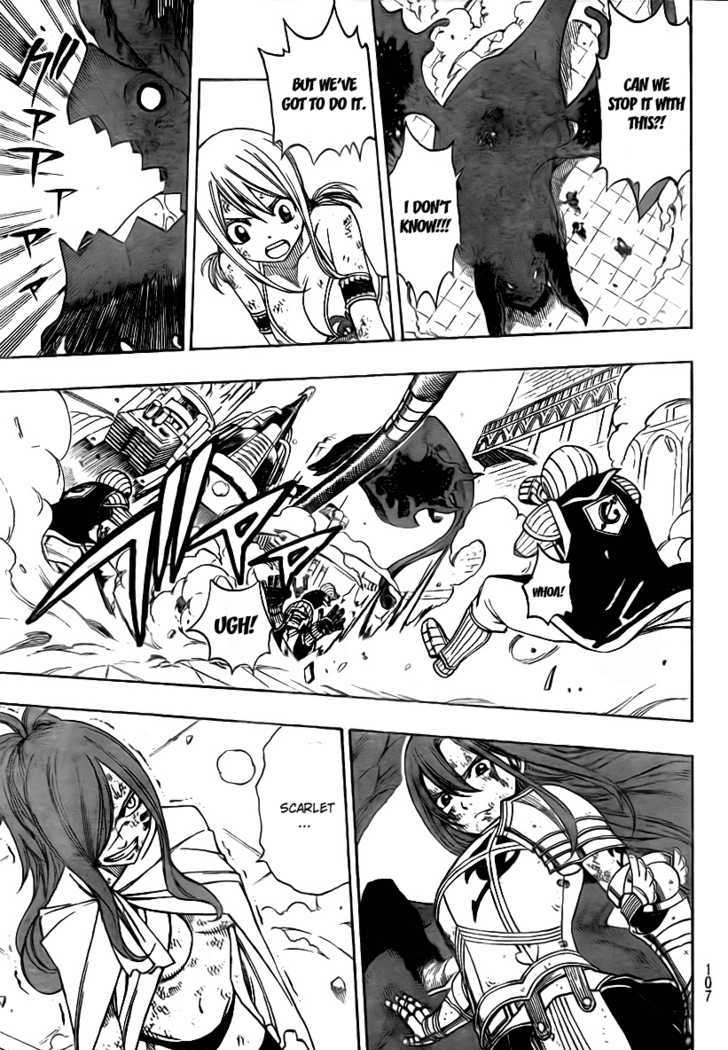 CAN WE
STOP IT WITH
THIS?!
I DON'T
KNOW!!!
BUT WE'VE
GOT TO DO IT.
WHOA!
UGH!
SCARLET
...
107